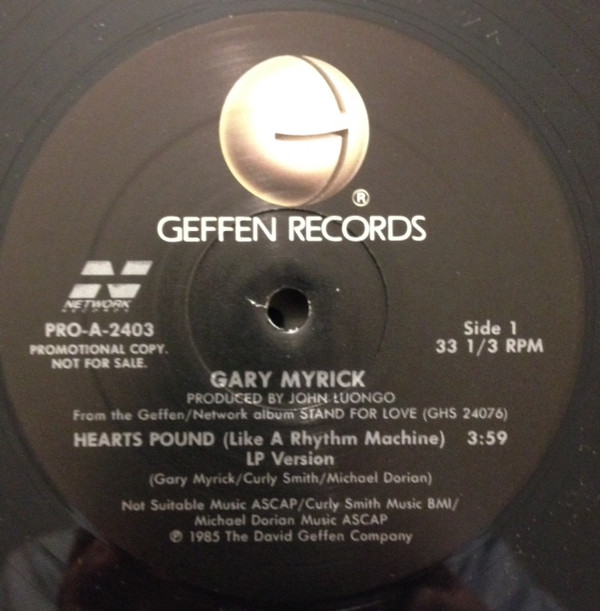 G
®
GEFFEN RECORDS
N
NETWORK
RECORDS
PRO-A-2403
PROMOTIONAL COPY.
NOT FOR SALE.
Side 1
33 1/3 RPM
GARY MYRICK
PRODUCED BY JOHN LUONGO
From the Geffen/Network album STAND FOR LOVE (GHS 24076)
HEARTS POUND (Like A Rhythm Machine) 3:59
LP Version
(Gary Myrick/Curly Smith/Michael Dorian)
Not Suitable Music ASCAP/Curly Smith Music BMI/
Michael Dorian Music ASCAP
℗ 1985 The David Geffen Company